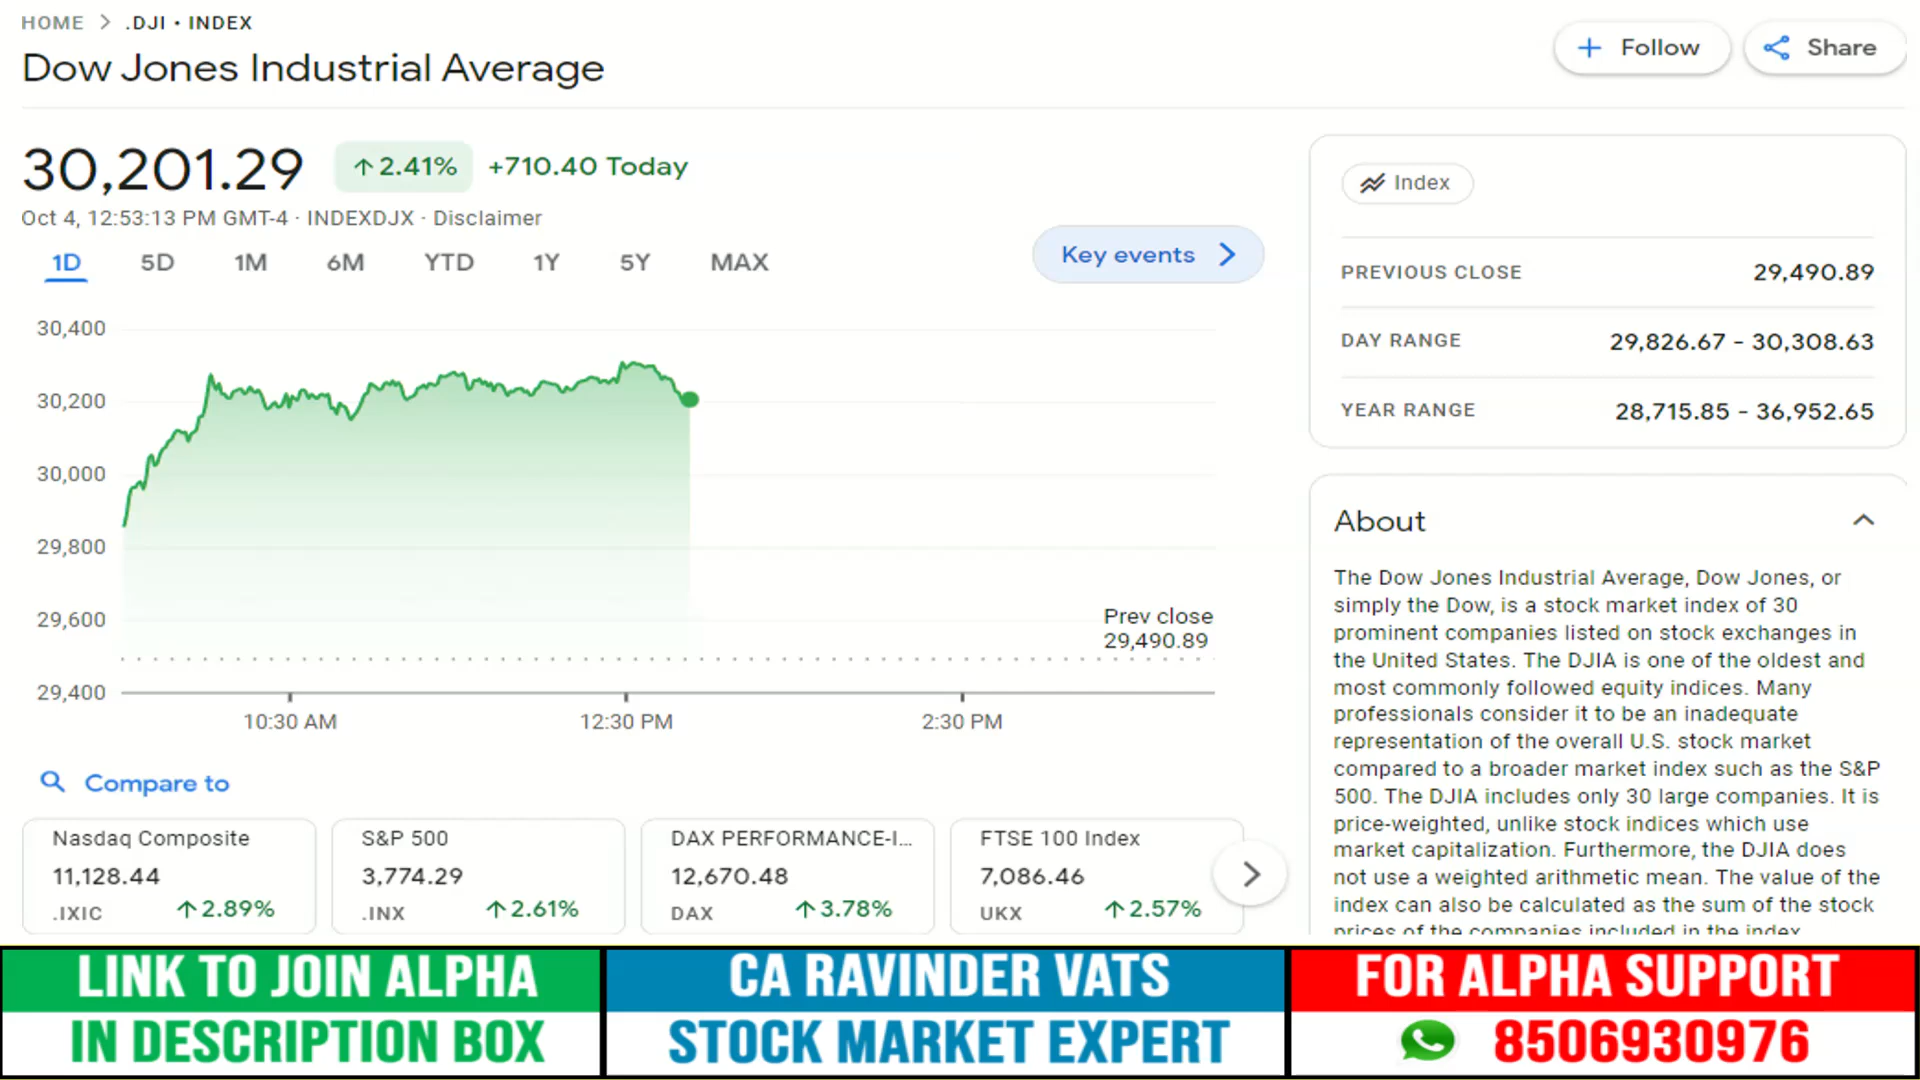 HOME > .DJI • INDEX
Dow Jones Industrial Average
+ Follow
Share
30,201.29
↑2.41%
+710.40 Today
Oct 4, 12:53:13 PM GMT-4 · INDEXDJX · Disclaimer
1D 5D 1M 6M YTD 1Y 5Y MAX
Key events
30,400
30,200
30,000
29,800
29,600
29,400
Prev close
29,490.89
10:30 AM 12:30 PM 2:30 PM
Compare to
Nasdaq Composite
11,128.44
.IXIC ↑2.89%
S&P 500
3,774.29
.INX ↑2.61%
DAX PERFORMANCE-I...
12,670.48
DAX ↑3.78%
FTSE 100 Index
7,086.46
UKX ↑2.57%
Index
PREVIOUS CLOSE 29,490.89
DAY RANGE 29,826.67 - 30,308.63
YEAR RANGE 28,715.85 - 36,952.65
About
The Dow Jones Industrial Average, Dow Jones, or
simply the Dow, is a stock market index of 30
prominent companies listed on stock exchanges in
the United States. The DJIA is one of the oldest and
most commonly followed equity indices. Many
professionals consider it to be an inadequate
representation of the overall U.S. stock market
compared to a broader market index such as the S&P
500. The DJIA includes only 30 large companies. It is
price-weighted, unlike stock indices which use
market capitalization. Furthermore, the DJIA does
not use a weighted arithmetic mean. The value of the
index can also be calculated as the sum of the stock
prices of the companies included in the index,
LINK TO JOIN ALPHA
IN DESCRIPTION BOX
CA RAVINDER VATS
STOCK MARKET EXPERT
FOR ALPHA SUPPORT
8506930976